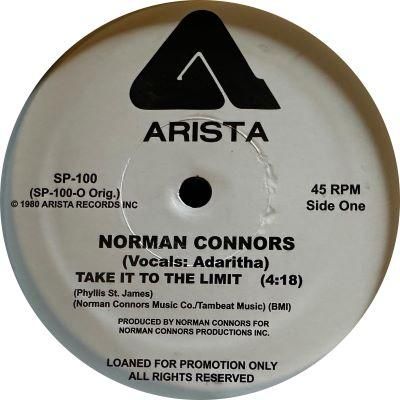 ARISTA
SP-100
(SP-100-O Orig.)
© 1980 ARISTA RECORDS INC
45 RPM
Side One
NORMAN CONNORS
(Vocals: Adaritha)
TAKE IT TO THE LIMIT (4:18)
(Phyllis St. James)
(Norman Connors Music Co./Tambeat Music) (BMI)
PRODUCED BY NORMAN CONNORS FOR
NORMAN CONNORS PRODUCTIONS INC.
LOANED FOR PROMOTION ONLY
ALL RIGHTS RESERVED